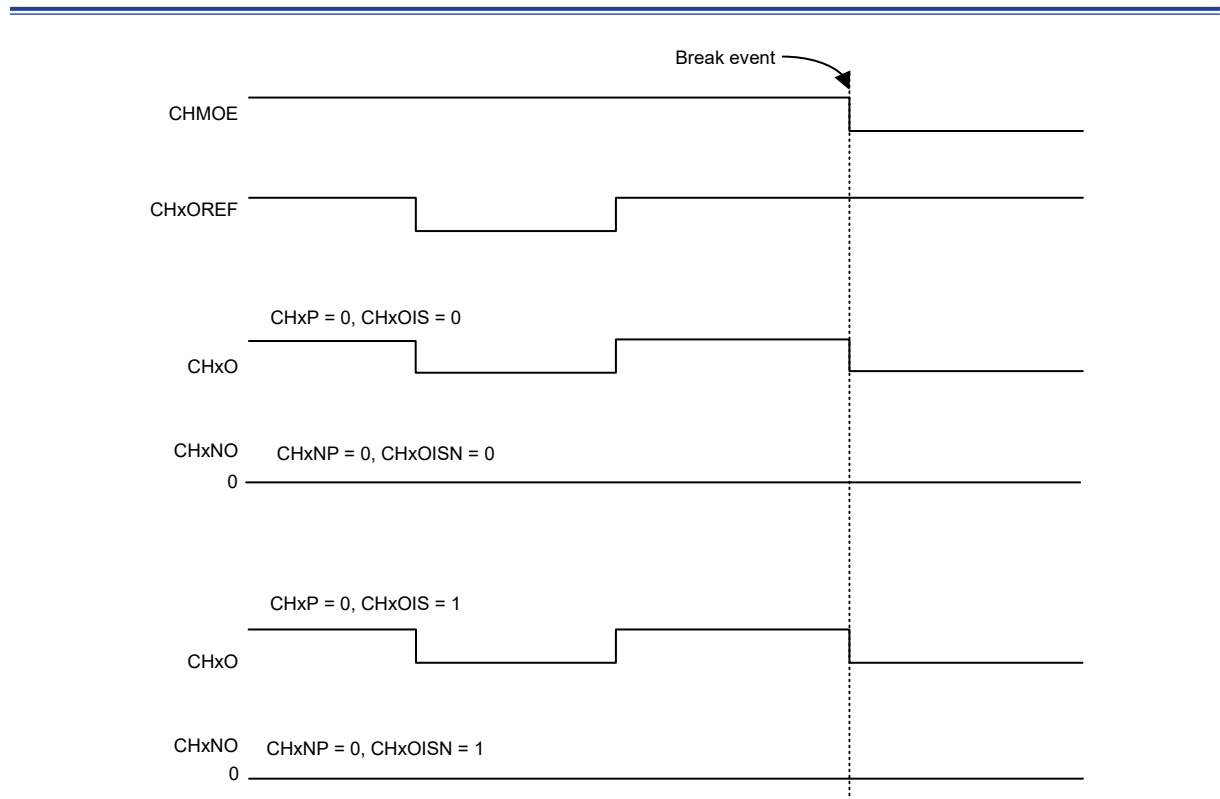 Break event
CHMOE
CHxOREF
CHxP = 0, CHxOIS = 0
CHxO
CHxNO
CHxNP = 0, CHxOISN = 0
0
CHxP = 0, CHxOIS = 1
CHxO
CHxNO
CHxNP = 0, CHxOISN = 1
0